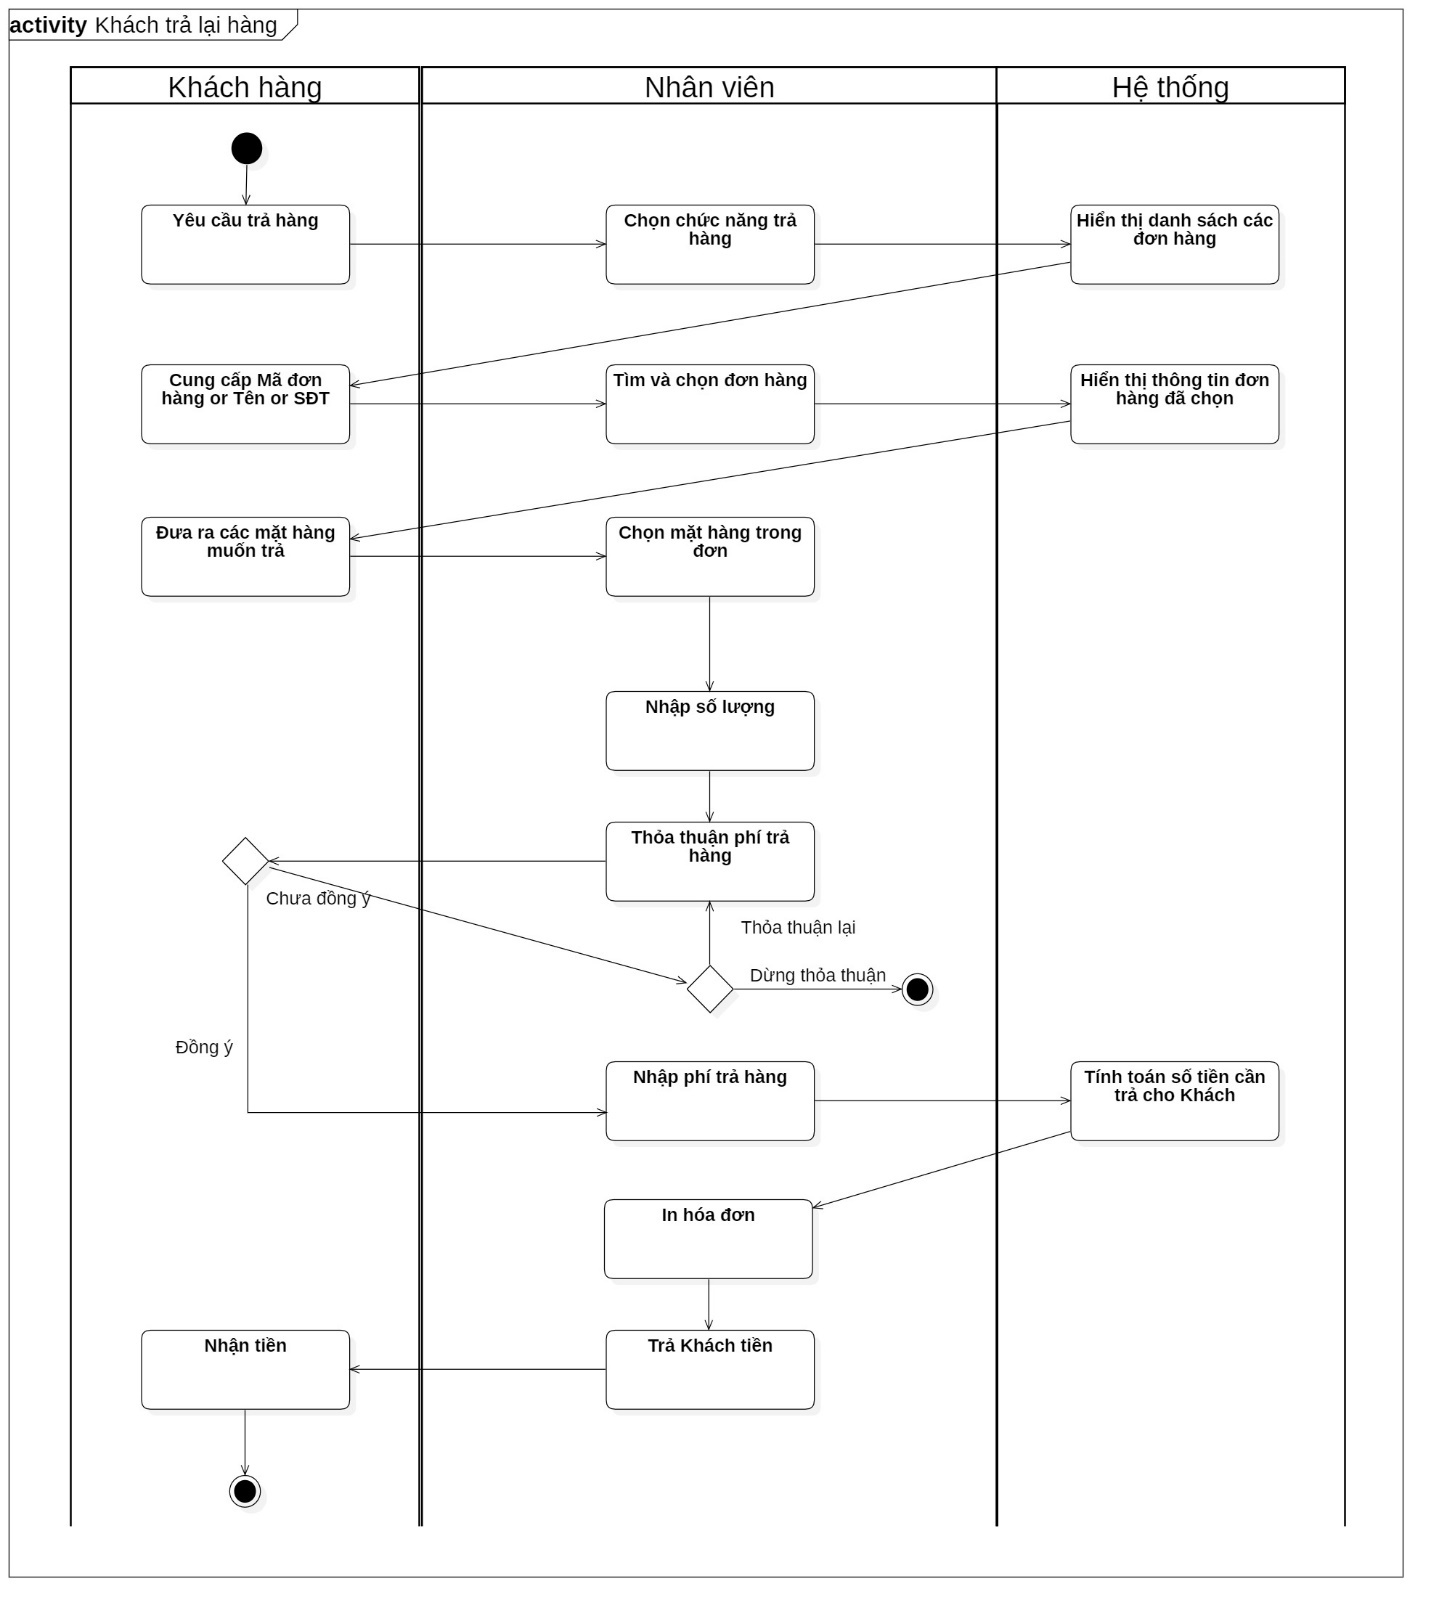 activity Khách trả lại hàng
Khách hàng
Nhân viên
Hệ thống
Yêu cầu trả hàng
Chọn chức năng trả
hàng
Hiển thị danh sách các
đơn hàng
Cung cấp Mã đơn
hàng or Tên or SĐT
Tìm và chọn đơn hàng
Hiển thị thông tin đơn
hàng đã chọn
Đưa ra các mặt hàng
muốn trả
Chọn mặt hàng trong
đơn
Nhập số lượng
Thỏa thuận phí trả
hàng
Chưa đồng ý
Thỏa thuận lại
Dừng thỏa thuận
Đồng ý
Nhập phí trả hàng
Tính toán số tiền cần
trả cho Khách
In hóa đơn
Nhận tiền
Trả Khách tiền